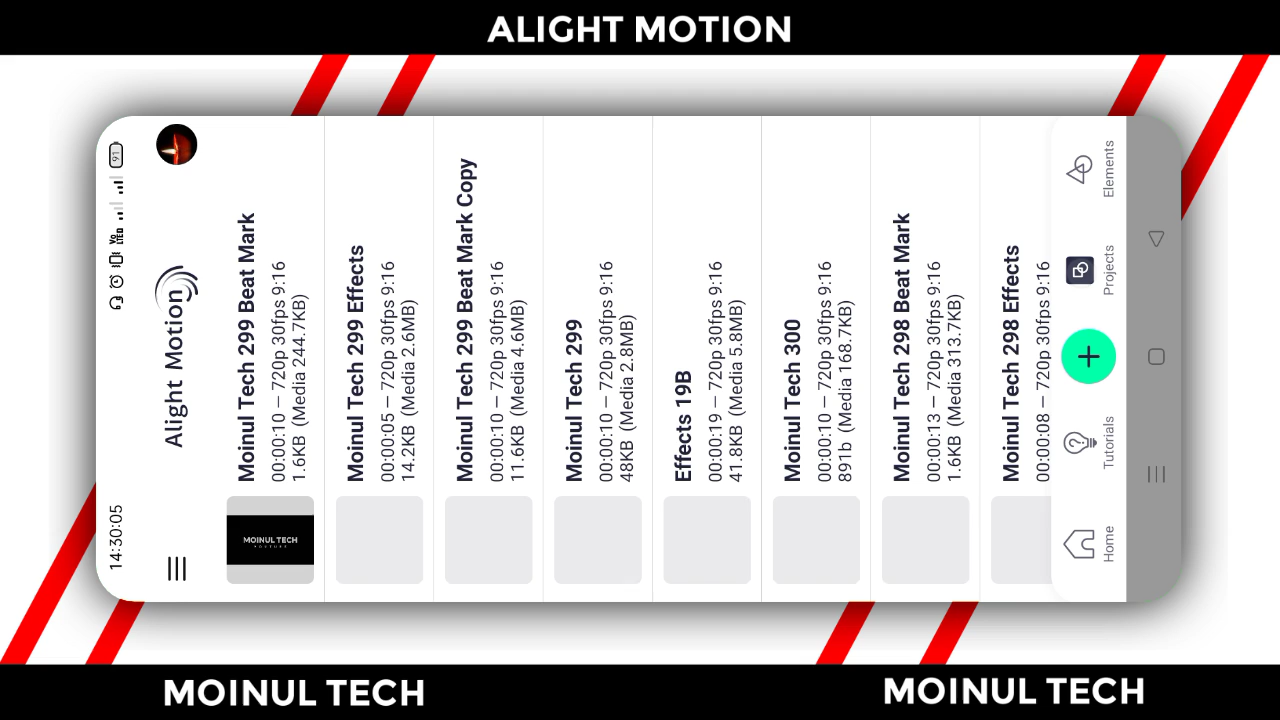 ALIGHT MOTION
14:30:05
Vo
LTED
91
Alight Motion
Moinul Tech 299 Beat Mark
00:00:10 — 720p 30fps 9:16
1.6KB (Media 244.7KB)
Moinul Tech 299 Effects
00:00:05 — 720p 30fps 9:16
14.2KB (Media 2.6MB)
Moinul Tech 299 Beat Mark Copy
00:00:10 — 720p 30fps 9:16
11.6KB (Media 4.6MB)
Moinul Tech 299
00:00:10 — 720p 30fps 9:16
48KB (Media 2.8MB)
Effects 19B
00:00:19 — 720p 30fps 9:16
41.8KB (Media 5.8MB)
Moinul Tech 300
00:00:10 — 720p 30fps 9:16
891b (Media 168.7KB)
Moinul Tech 298 Beat Mark
00:00:13 — 720p 30fps 9:16
1.6KB (Media 313.7KB)
Moinul Tech 298 Effects
00:00:08 — 720p 30fps 9:16
MOINUL TECH
Home
Tutorials
Projects
Elements
MOINUL TECH
MOINUL TECH